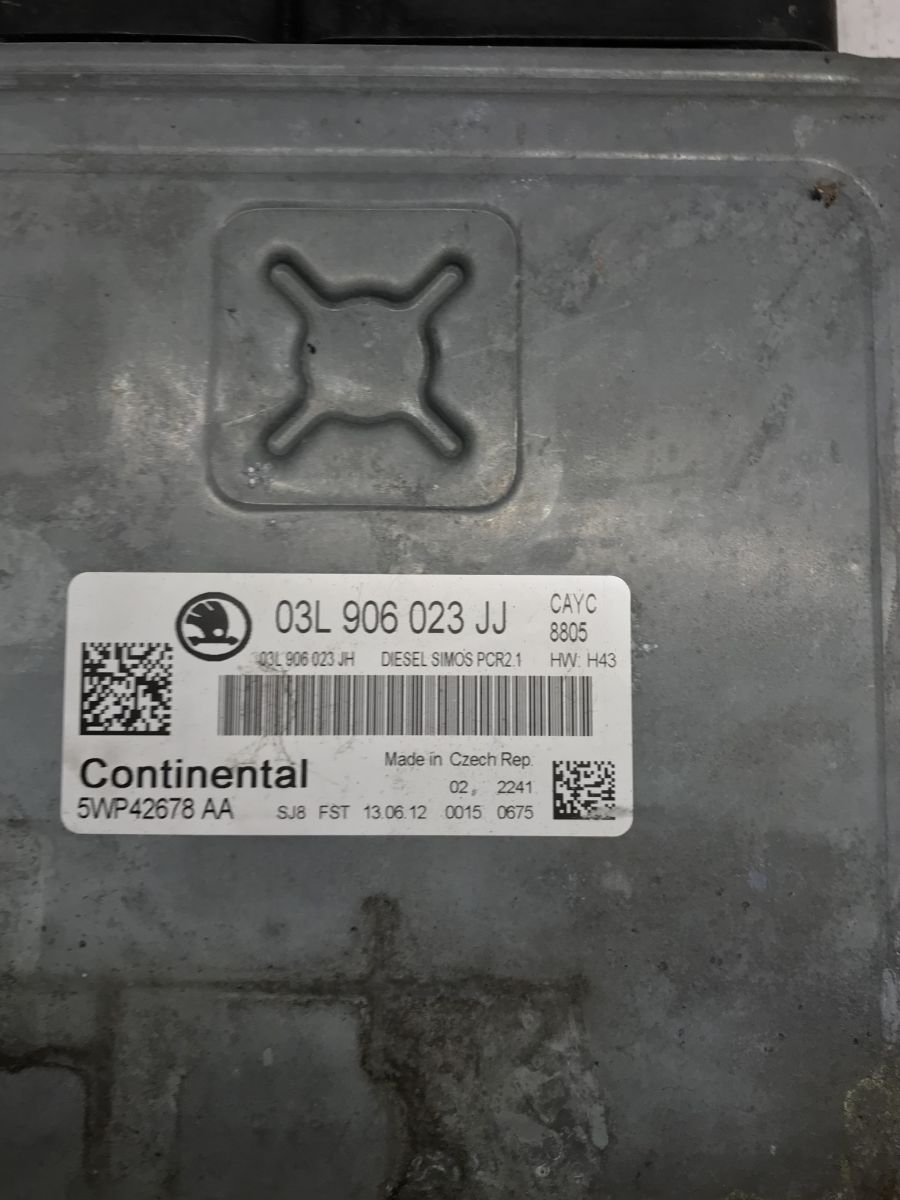 03L 906 023 JJ
CAYC
8805
03L 906 023 JH DIESEL SIMOS PCR2.1 HW: H43
Made in Czech Rep.
Continental
02, 2241
5WP42678 AA SJ8 FST 13.06.12 0015 0675